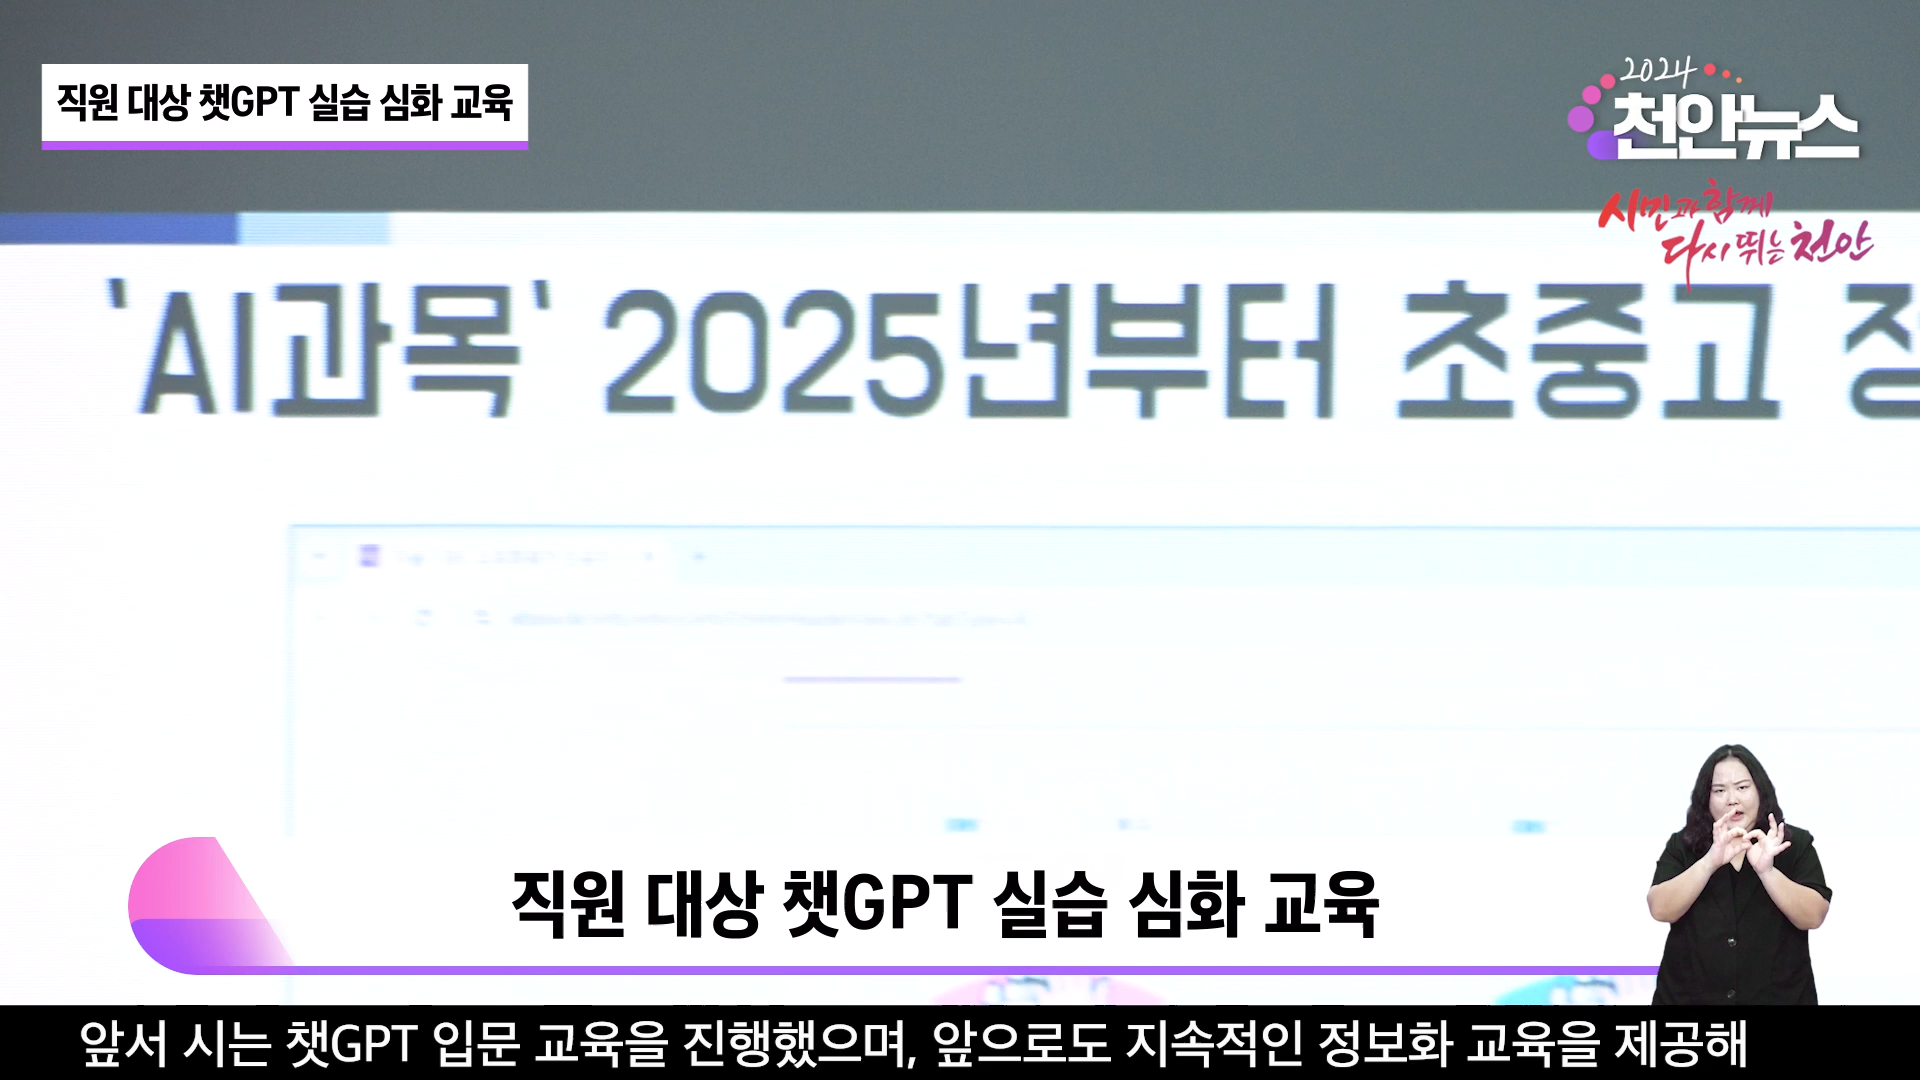 직원 대상 챗GPT 실습 심화 교육
2024
천안뉴스
시민과 함께
다시 뛰는 천안
'AI과목' 2025년부터 초중고
직원 대상 챗GPT 실습 심화 교육
앞서 시는 챗GPT 입문 교육을 진행했으며, 앞으로도 지속적인 정보화 교육을 제공해